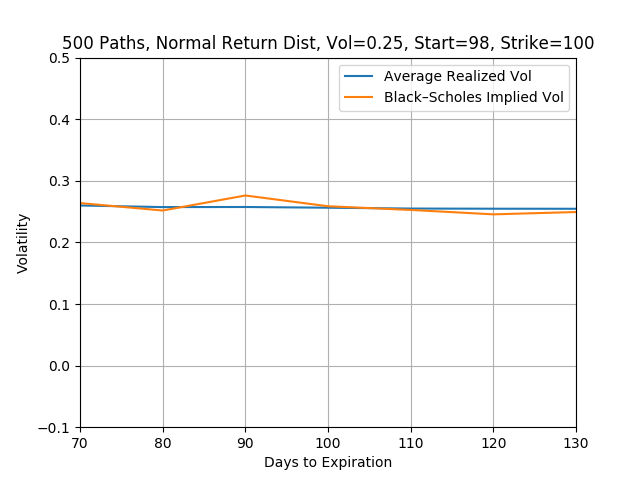 500 Paths, Normal Return Dist, Vol=0.25, Start=98, Strike=100
Average Realized Vol
Black–Scholes Implied Vol
Volatility
0.5
0.4
0.3
0.2
0.1
0.0
−0.1
70 80 90 100 110 120 130
Days to Expiration